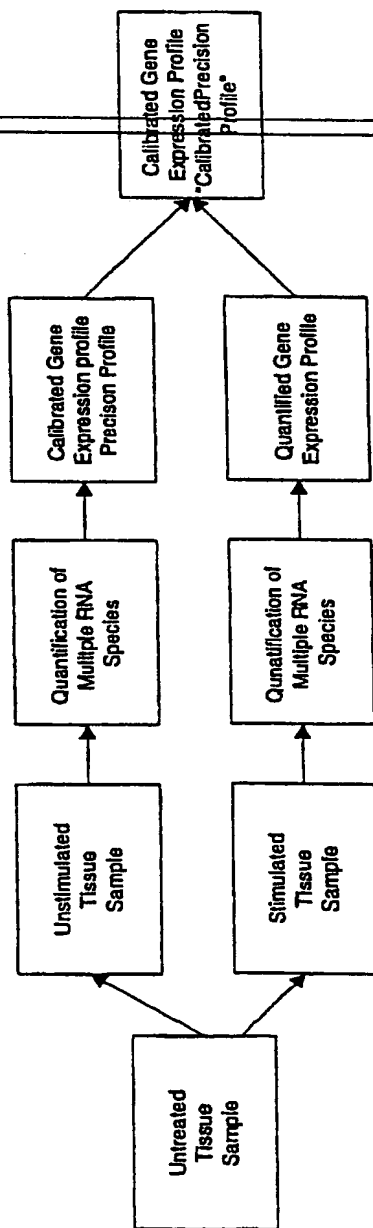 Untreated
Tissue
Sample
Unstimulated
Tissue
Sample
Quantification of
Multiple RNA
Species
Calibrated Gene
Expression profile
Precison Profile
Stimulated
Tissue
Sample
Qunatification of
Multiple RNA
Species
Quantified Gene
Expression Profile
Calibrated Gene
Expression Profile
"CalibratedPrecision
Profile"